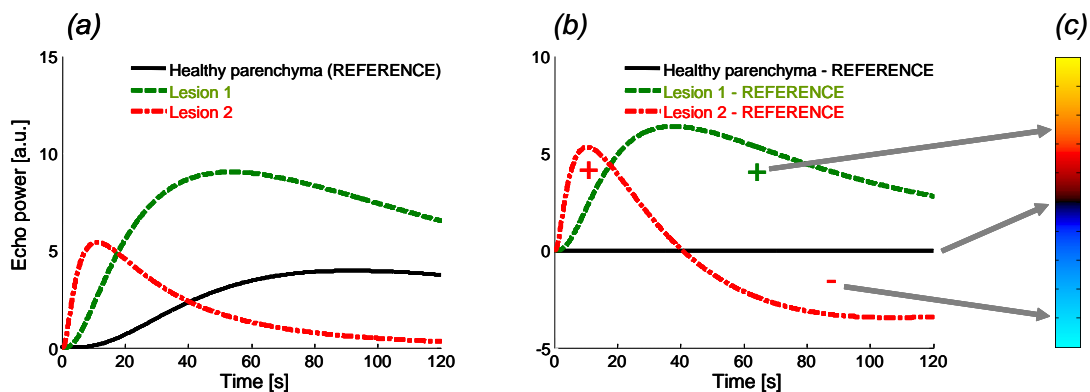 (a)
15
10
5
0
Echo power [a.u.]
Healthy parenchyma (REFERENCE)
Lesion 1
Lesion 2
0 20 40 60 80 100 120
Time [s]
(b)
10
5
0
-5
Healthy parenchyma - REFERENCE
Lesion 1 - REFERENCE
Lesion 2 - REFERENCE
+
+
-
0 20 40 60 80 100 120
Time [s]
(c)